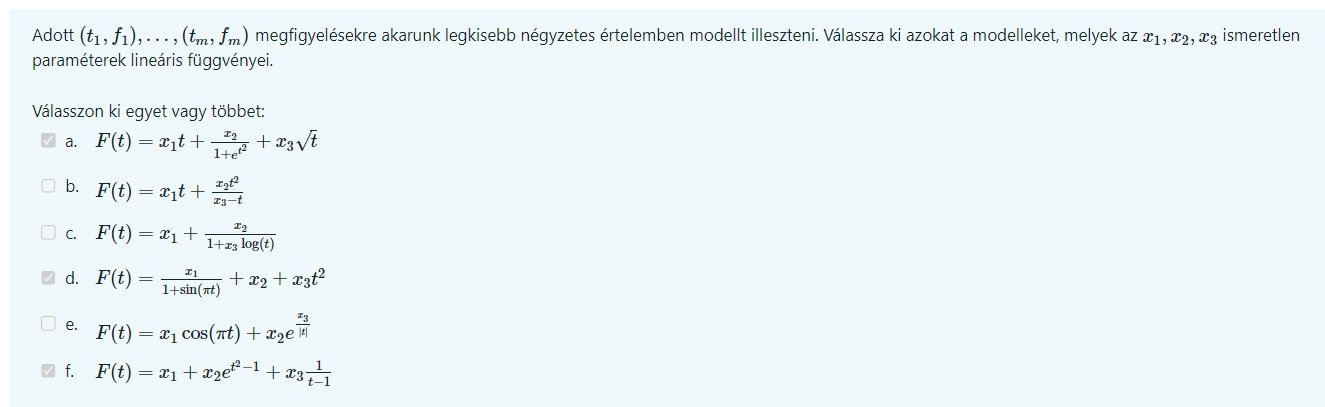 Adott $(t_1, f_1), \ldots, (t_m, f_m)$ megfigyelésekre akarunk legkisebb négyzetes értelemben modellt illeszteni. Válassza ki azokat a modelleket, melyek az $x_1, x_2, x_3$ ismeretlen
paraméterek lineáris függvényei.
Válasszon ki egyet vagy többet:
a. $F(t) = x_1 t + \frac{x_2}{1+e^{t^2}} + x_3\sqrt{t}$
b. $F(t) = x_1 t + \frac{x_2 t^2}{x_3 - t}$
c. $F(t) = x_1 + \frac{x_2}{1+x_3 \log(t)}$
d. $F(t) = \frac{x_1}{1+\sin(\pi t)} + x_2 + x_3 t^2$
e. $F(t) = x_1 \cos(\pi t) + x_2 e^{\frac{x_3}{|t|}}$
f. $F(t) = x_1 + x_2 e^{t^2-1} + x_3 \frac{1}{t-1}$